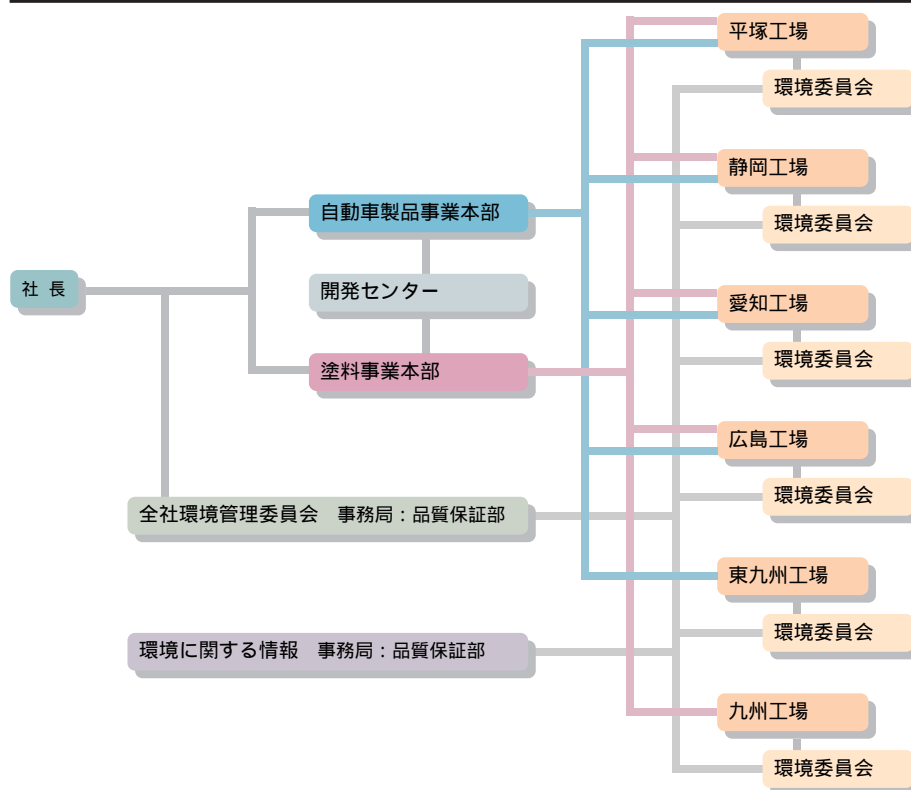 社 長
自動車製品事業本部
開発センター
塗料事業本部
全社環境管理委員会　事務局：品質保証部
環境に関する情報　事務局：品質保証部
平塚工場
環境委員会
静岡工場
環境委員会
愛知工場
環境委員会
広島工場
環境委員会
東九州工場
環境委員会
九州工場
環境委員会